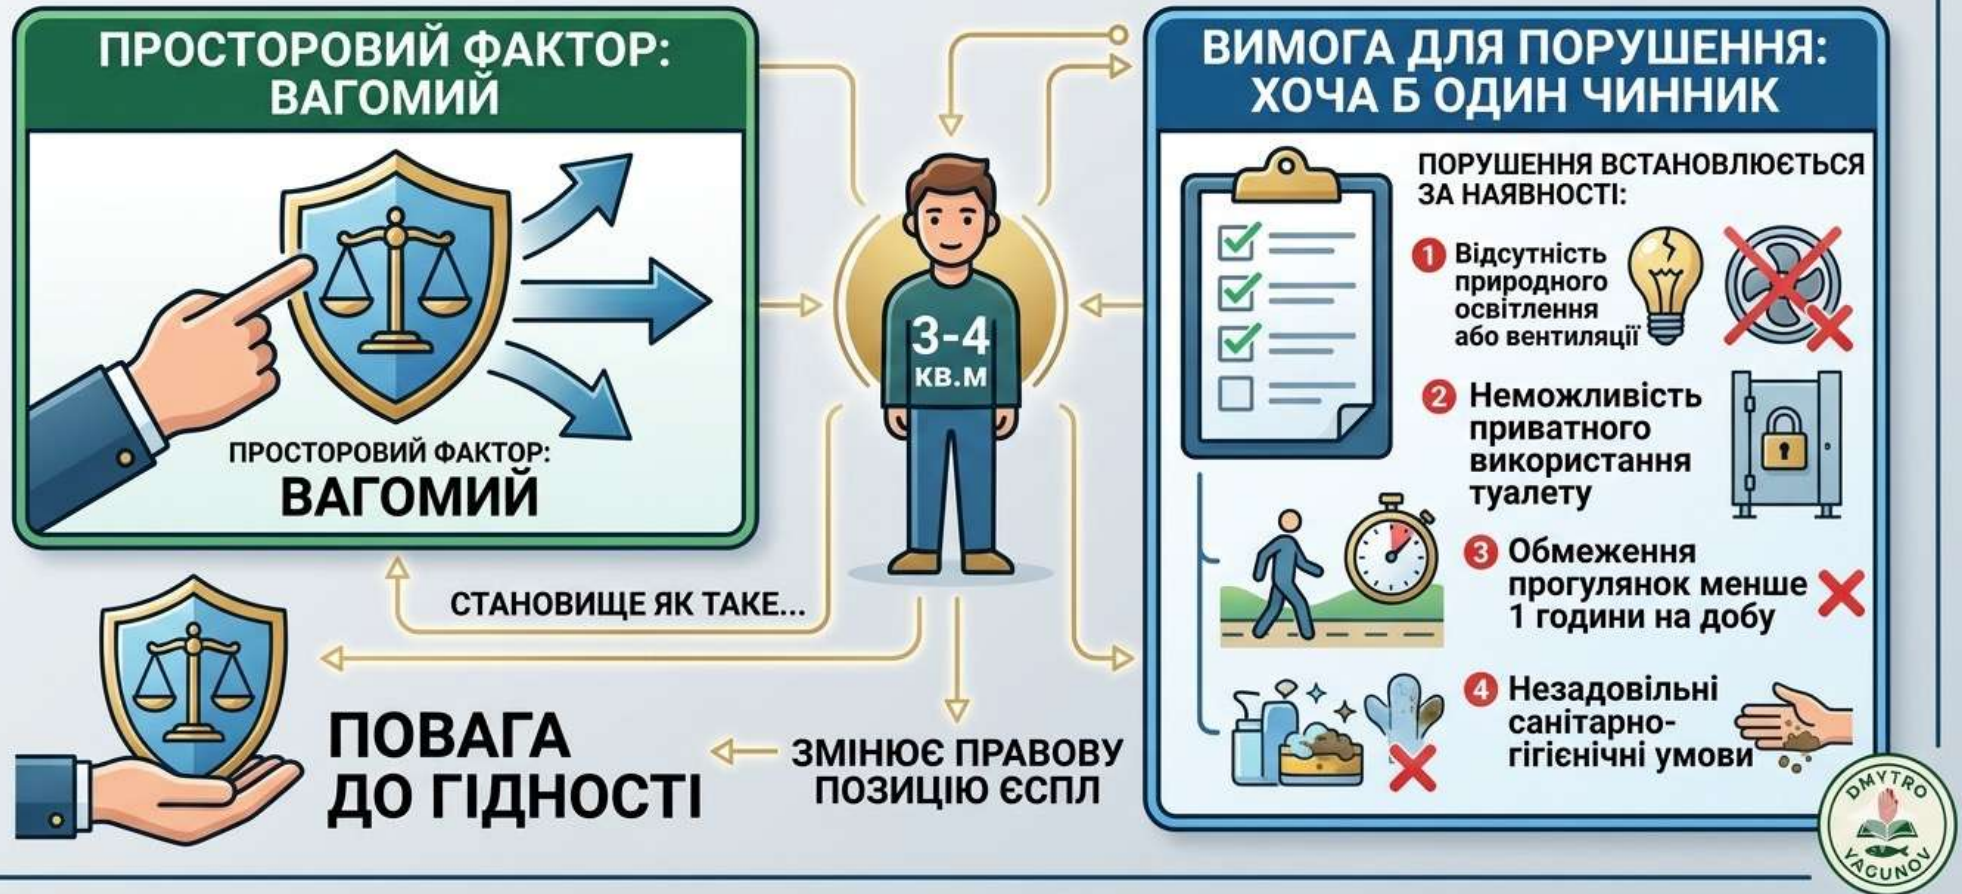 ПРОСТОРОВИЙ ФАКТОР:
ВАГОМИЙ
ПРОСТОРОВИЙ ФАКТОР:
ВАГОМИЙ
3-4
кв.м
СТАНОВИЩЕ ЯК ТАКЕ...
ПОВАГА
ДО ГІДНОСТІ
ЗМІНЮЄ ПРАВОВУ
ПОЗИЦІЮ ЄСПЛ
ВИМОГА ДЛЯ ПОРУШЕННЯ:
ХОЧА Б ОДИН ЧИННИК
ПОРУШЕННЯ ВСТАНОВЛЮЄТЬСЯ
ЗА НАЯВНОСТІ:
1 Відсутність
природного
освітлення
або вентиляції
2 Неможливість
приватного
використання
туалету
3 Обмеження
прогулянок менше
1 години на добу
4 Незадовільні
санітарно-
гігієнічні умови
DMYTRO
YAGUNOV